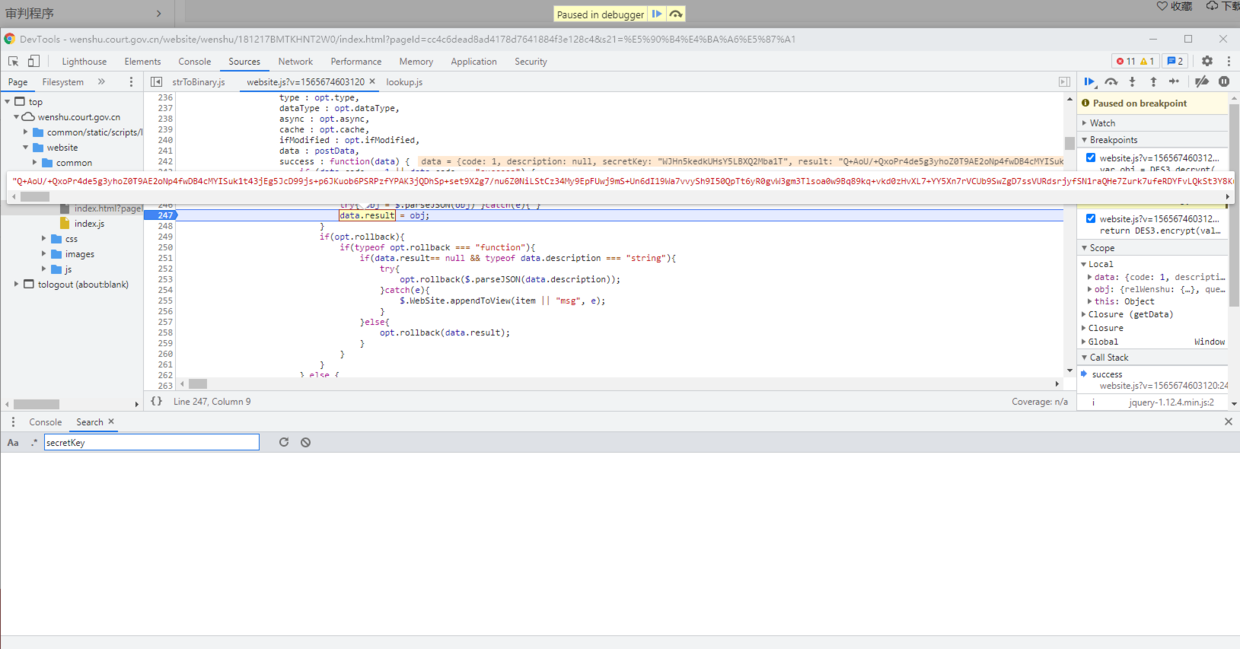 审判程序
Paused in debugger
收藏
下载
DevTools - wenshu.court.gov.cn/website/wenshu/181217BMTKHNT2W0/index.html?pageId=cc4c6dead8ad4178d7641884f3e128c4&s21=%E5%90%B4%E4%BA%A6%E5%87%A1
Lighthouse Elements Console Sources Network Performance Memory Application Security
11 1 2
Page Filesystem »
strToBinary.js website.js?v=1565674603120 × lookup.js
top
wenshu.court.gov.cn
common/static/scripts/l
website
common
index.html?pageI
index.js
css
images
js
tologout (about:blank)
236 type : opt.type,
237 dataType : opt.dataType,
238 async : opt.async,
239 cache : opt.cache,
240 ifModified : opt.ifModified,
241 data : postData,
242 success : function(data) { data = {code: 1, description: null, secretKey: "WJHn5kedkUHsY5LBXQ2Mba1T", result: "Q+AoU/+QxoPr4de5g3yhoZ0T9AE2oNp4fwDB4cMYISuk
"Q+AoU/+QxoPr4de5g3yhoZ0T9AE2oNp4fwDB4cMYISuk1t43jEg5JcD99js+p6JKuob6PSRPzfYPAK3jQDhSp+set9X2g7/nu6Z0NiLStCz34My9EpFUwj9mS+Un6dIl9Wa7vvySh9I50QpTt6yR0gvW3gm3Tlsoa0w9Bq89kq+vkd0zHvXL7+YY5Xn7rVCUb9SwZgD7ssVURdsrjyfSN1raQHe7Zurk7ufeRDYFvLQkSt3Y8K
246 try{ obj = $.parseJSON(obj) }catch(e){ }
247 data.result = obj;
248 }
249 if(opt.rollback){
250 if(typeof opt.rollback === "function"){
251 if(data.result== null && typeof data.description === "string"){
252 try{
253 opt.rollback($.parseJSON(data.description));
254 }catch(e){
255 $.WebSite.appendToView(item || "msg", e);
256 }
257 }else{
258 opt.rollback(data.result);
259 }
260 }
261 }
262 } else {
263
{} Line 247, Column 9 Coverage: n/a
Paused on breakpoint
Watch
Breakpoints
website.js?v=156567460312...
var obj = DES3.decrypt(
website.js?v=156567460312...
return DES3.encrypt(val...
Scope
Local
data: {code: 1, descripti...
obj: {relWenshu: {…}, que...
this: Object
Closure (getData)
Closure
Global Window
Call Stack
success
website.js?v=1565674603120:24
i jquery-1.12.4.min.js:2
Console Search ×
Aa .* secretKey